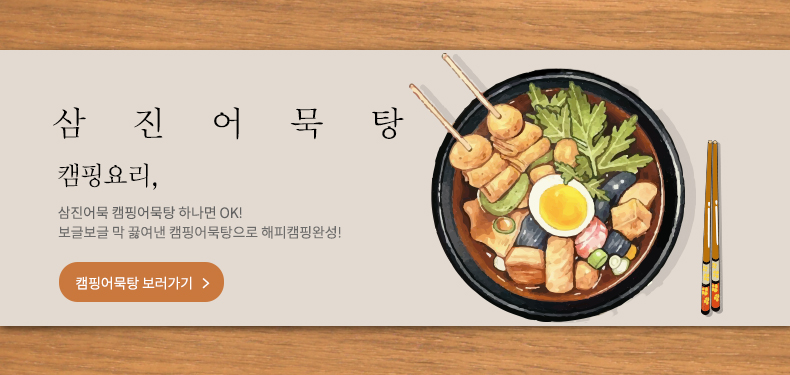 삼 진 어 묵 탕
캠핑요리,
삼진어묵 캠핑어묵탕 하나면 OK!
보글보글 막 끓여낸 캠핑어묵탕으로 해피캠핑완성!
캠핑어묵탕 보러가기 >